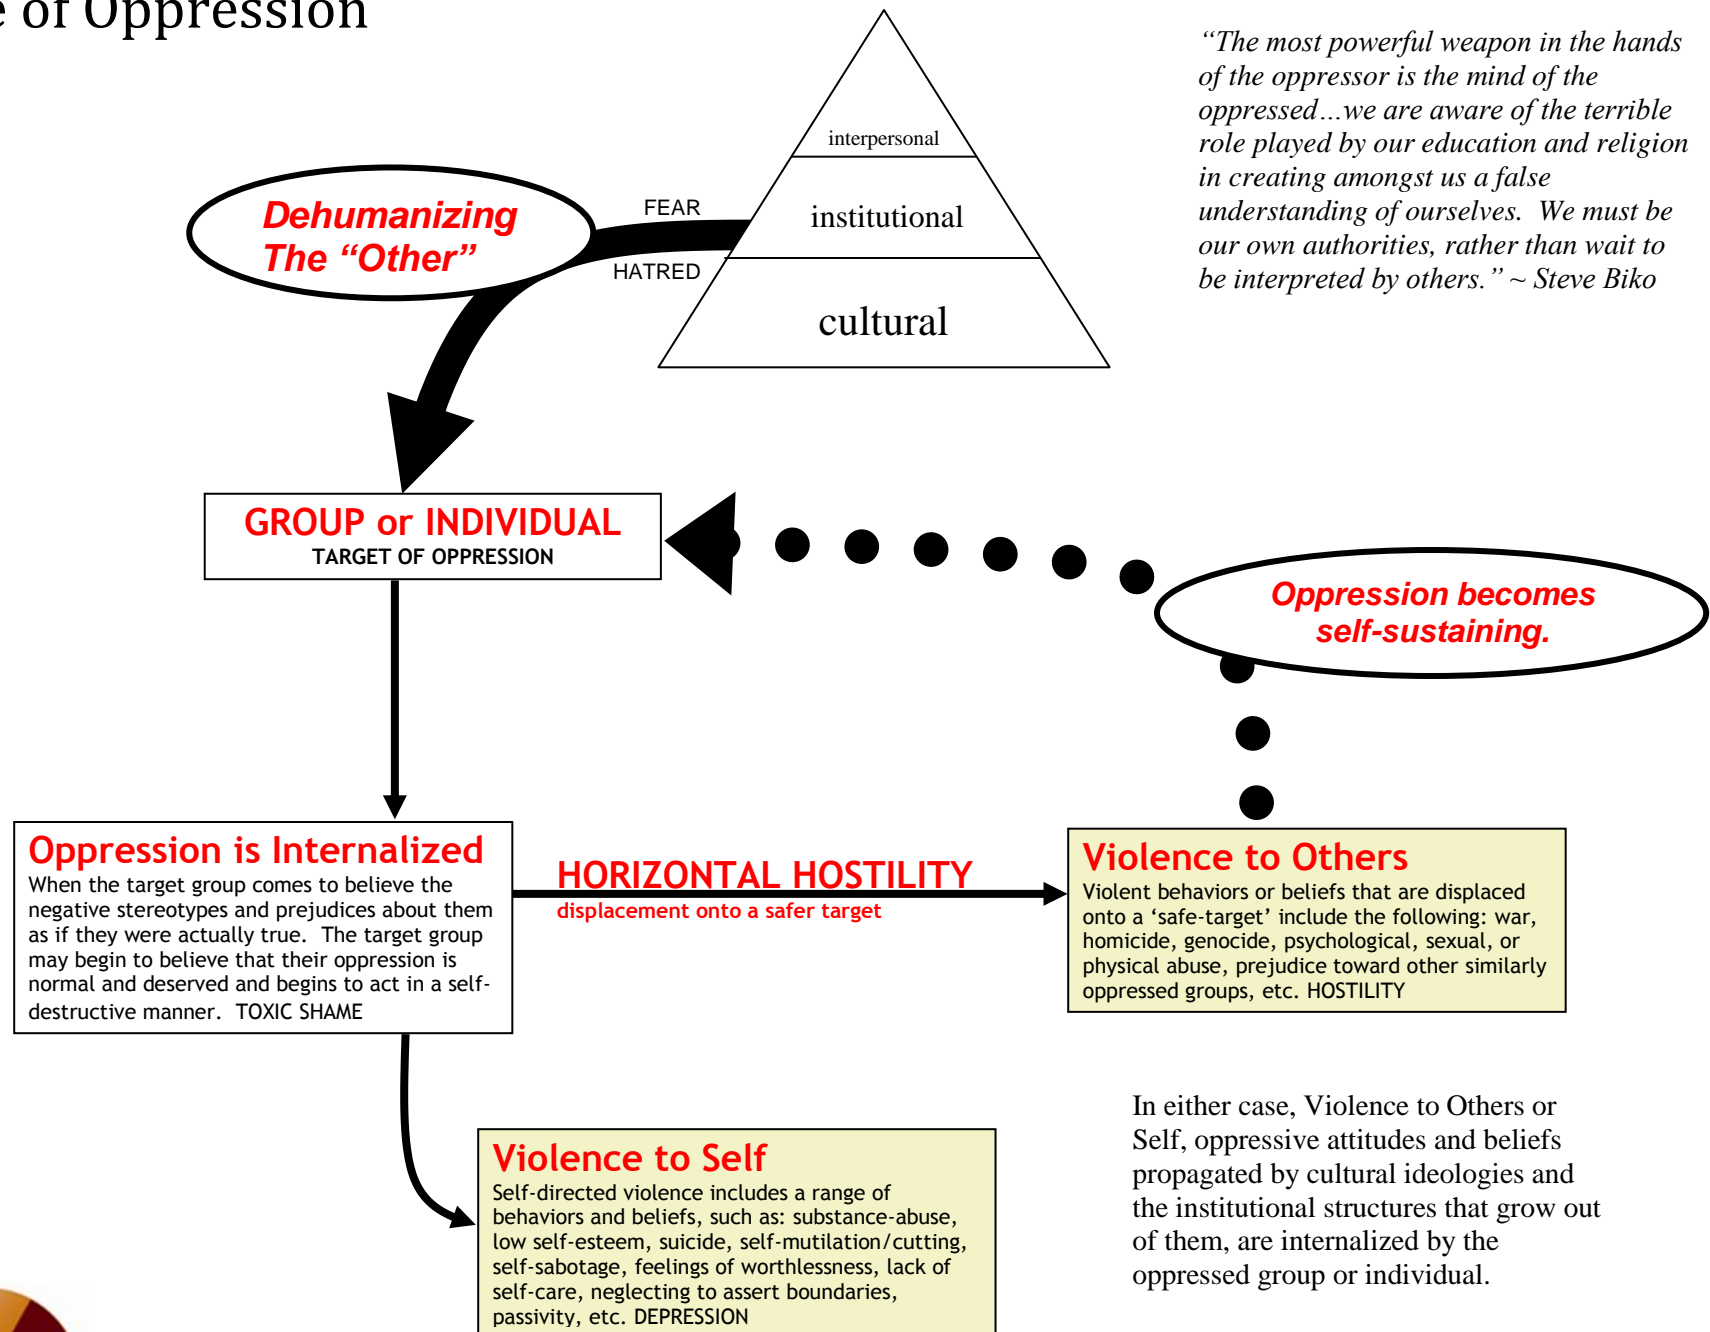 e of Oppression
“The most powerful weapon in the hands
of the oppressor is the mind of the
oppressed…we are aware of the terrible
role played by our education and religion
in creating amongst us a false
understanding of ourselves.  We must be
our own authorities, rather than wait to
be interpreted by others.” ~ Steve Biko
interpersonal
institutional
cultural
FEAR
HATRED
Dehumanizing
The “Other”
GROUP or INDIVIDUAL
TARGET OF OPPRESSION
Oppression becomes
self-sustaining.
Oppression is Internalized
When the target group comes to believe the
negative stereotypes and prejudices about them
as if they were actually true.  The target group
may begin to believe that their oppression is
normal and deserved and begins to act in a self-
destructive manner.  TOXIC SHAME
HORIZONTAL HOSTILITY
displacement onto a safer target
Violence to Others
Violent behaviors or beliefs that are displaced
onto a ‘safe-target’ include the following: war,
homicide, genocide, psychological, sexual, or
physical abuse, prejudice toward other similarly
oppressed groups, etc. HOSTILITY
Violence to Self
Self-directed violence includes a range of
behaviors and beliefs, such as: substance-abuse,
low self-esteem, suicide, self-mutilation/cutting,
self-sabotage, feelings of worthlessness, lack of
self-care, neglecting to assert boundaries,
passivity, etc. DEPRESSION
In either case, Violence to Others or
Self, oppressive attitudes and beliefs
propagated by cultural ideologies and
the institutional structures that grow out
of them, are internalized by the
oppressed group or individual.